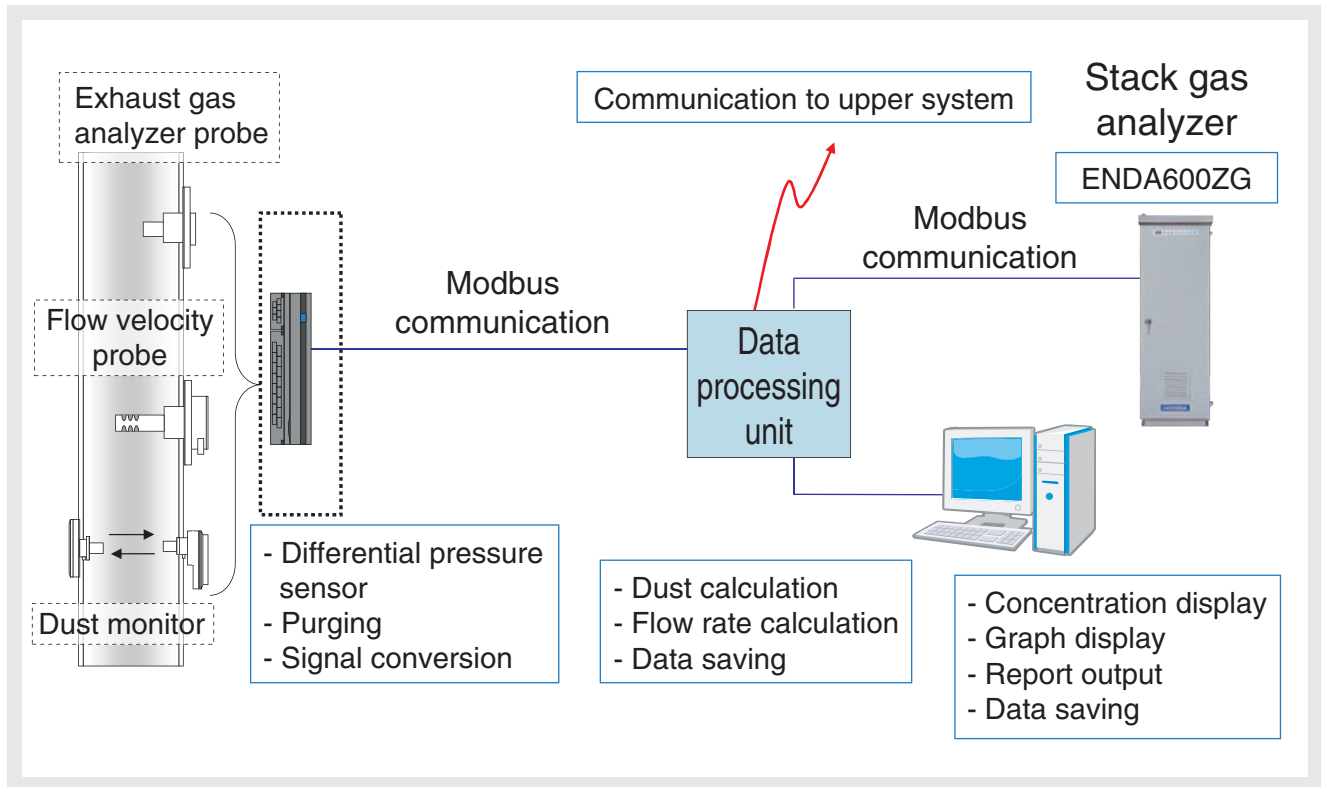 Exhaust gas
analyzer probe
Communication to upper system
Stack gas
analyzer
ENDA600ZG
Modbus
communication
Flow velocity
probe
Modbus
communication
Data
processing
unit
Dust monitor
- Differential pressure
sensor
- Purging
- Signal conversion
- Dust calculation
- Flow rate calculation
- Data saving
- Concentration display
- Graph display
- Report output
- Data saving